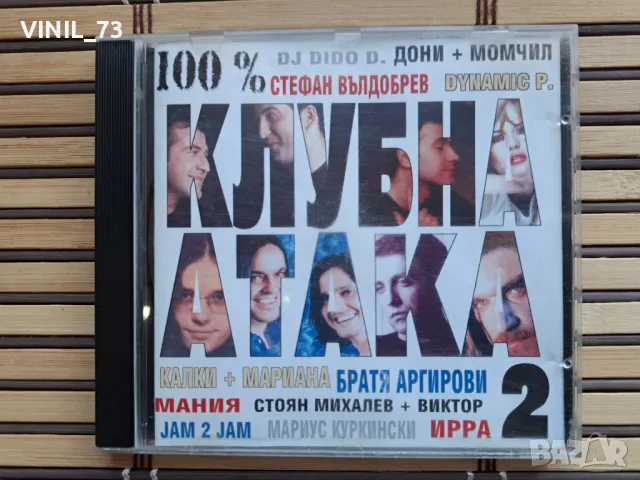 VINIL_73
100 % DJ DIDO D. ДОНИ + МОМЧИЛ
СТЕФАН ВЪЛДОБРЕВ DYNAMIC P.
КЛУБНА
АТАКА
КАЛКИ + МАРИАНА БРАТЯ АРГИРОВИ
МАНИЯ СТОЯН МИХАЛЕВ + ВИКТОР 2
JAM 2 JAM МАРИУС КУРКИНСКИ ИРРА
BAZAR